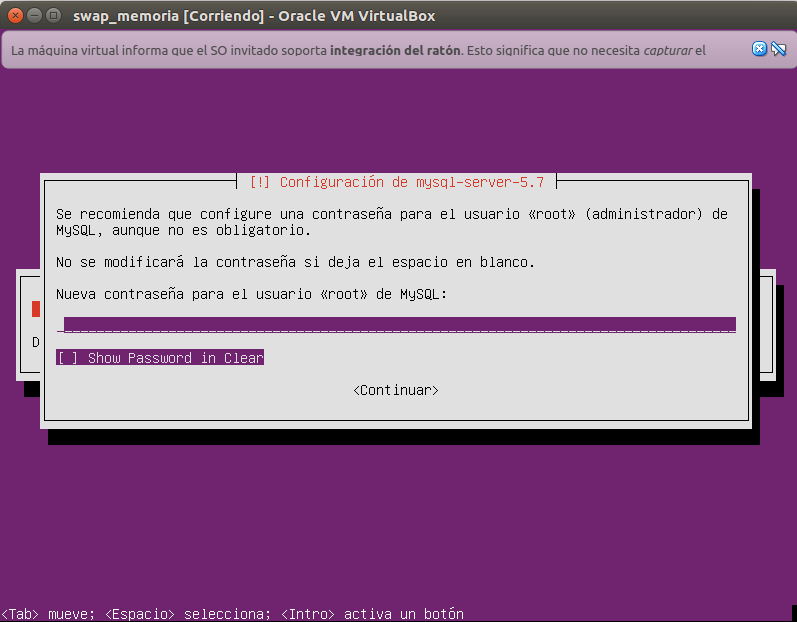 swap_memoria [Corriendo] - Oracle VM VirtualBox
La máquina virtual informa que el SO invitado soporta integración del ratón. Esto significa que no necesita capturar el
[!] Configuración de mysql-server-5.7
Se recomienda que configure una contraseña para el usuario «root» (administrador) de
MySQL, aunque no es obligatorio.
No se modificará la contraseña si deja el espacio en blanco.
Nueva contraseña para el usuario «root» de MySQL:
D
[ ] Show Password in Clear
<Continuar>
<Tab> mueve; <Espacio> selecciona; <Intro> activa un botón